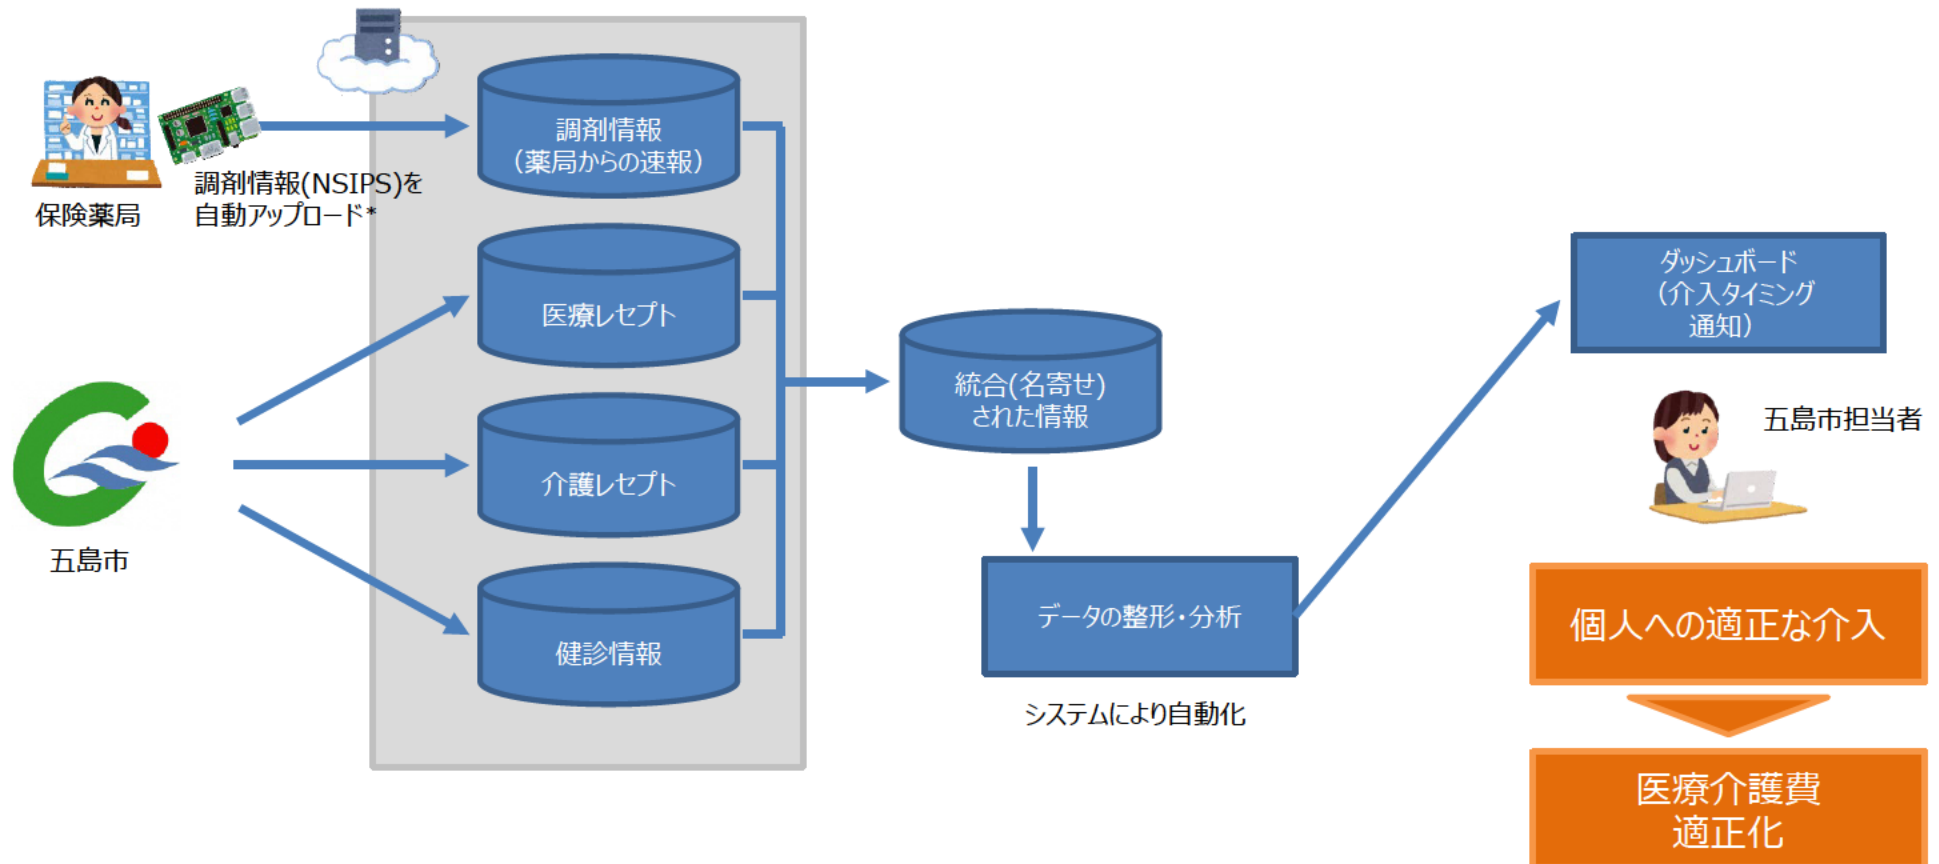 調剤情報
（薬局からの速報）
調剤情報(NSIPS)を
自動アップロード*
保険薬局
医療レセプト
介護レセプト
健診情報
五島市
統合(名寄せ)
された情報
データの整形・分析
システムにより自動化
ダッシュボード
（介入タイミング
通知）
五島市担当者
個人への適正な介入
医療介護費
適正化